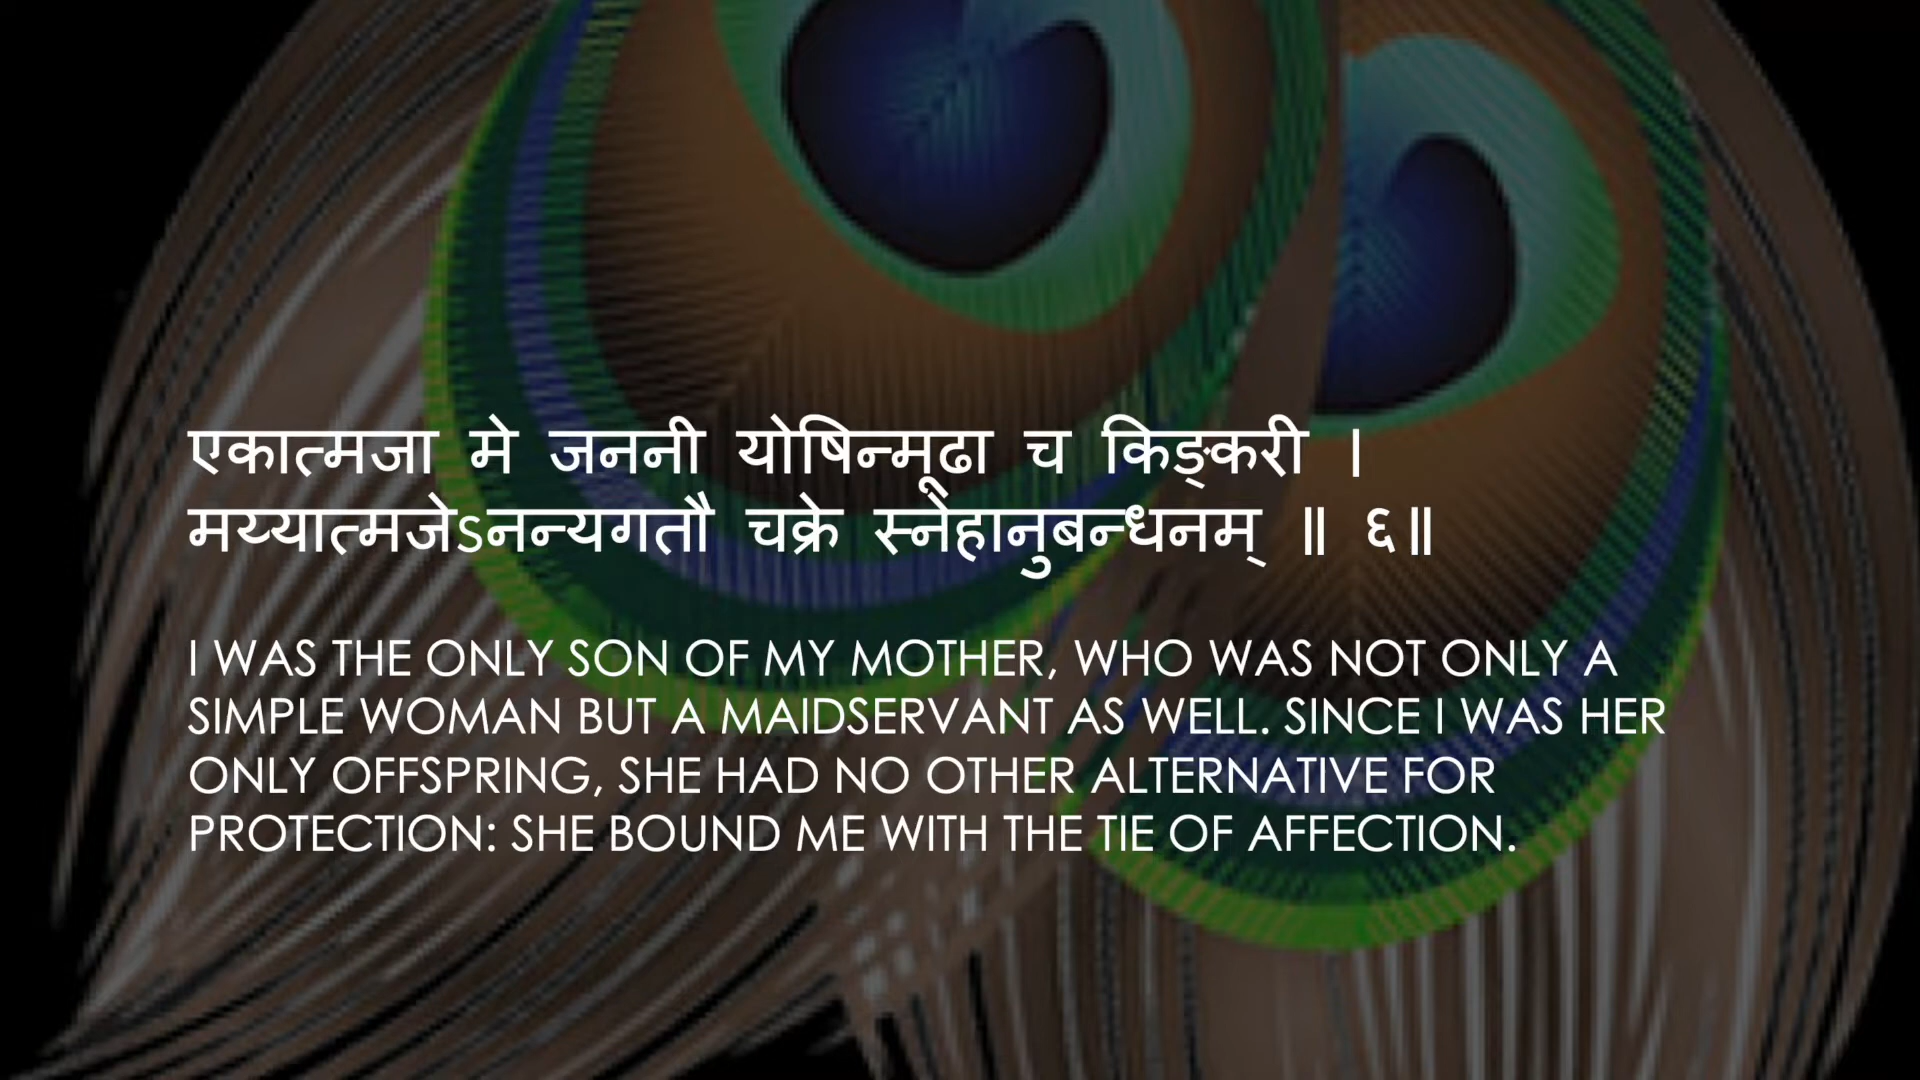 एकात्मजा मे जननी योषिन्मूढा च किङ्करी ।
मय्यात्मजेऽनन्यगतौ चक्रे स्नेहानुबन्धनम् ॥ ६॥
I WAS THE ONLY SON OF MY MOTHER, WHO WAS NOT ONLY A
SIMPLE WOMAN BUT A MAIDSERVANT AS WELL. SINCE I WAS HER
ONLY OFFSPRING, SHE HAD NO OTHER ALTERNATIVE FOR
PROTECTION: SHE BOUND ME WITH THE TIE OF AFFECTION.